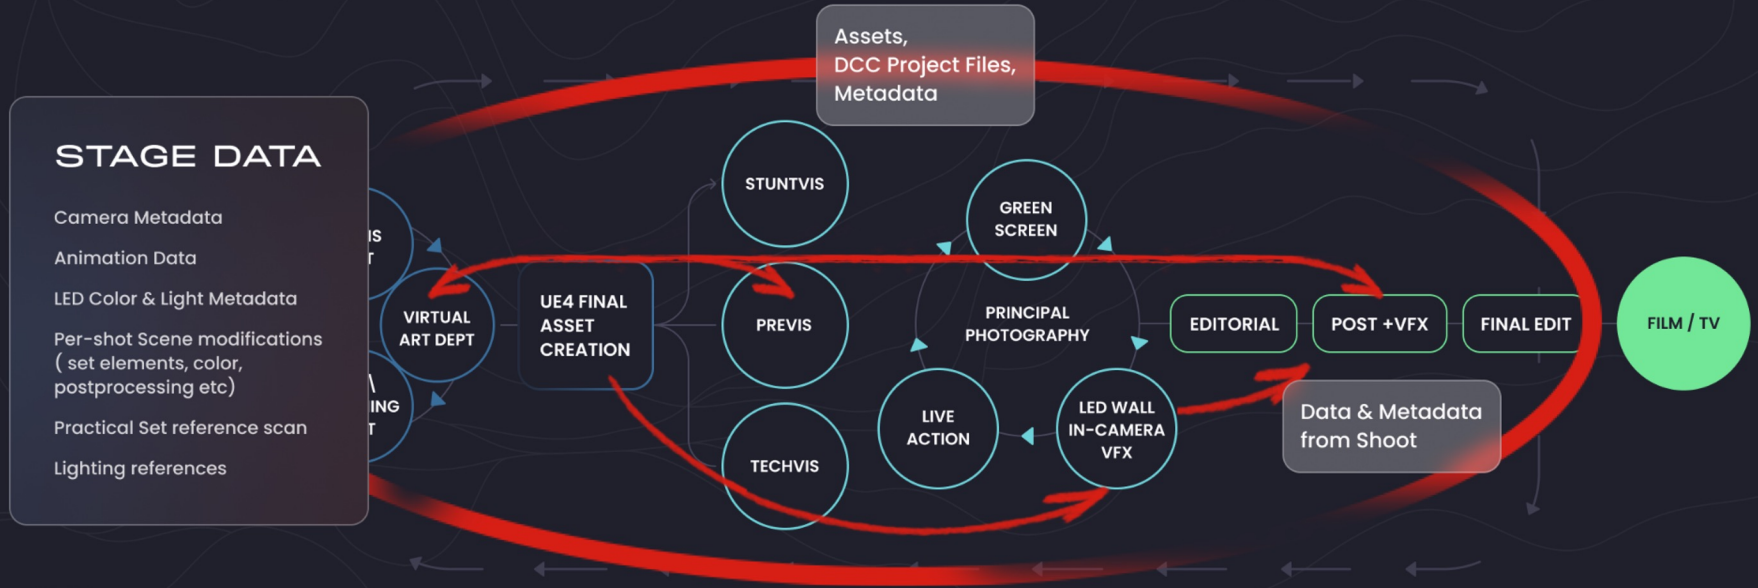 Assets,
DCC Project Files,
Metadata
STAGE DATA
Camera Metadata
Animation Data
LED Color & Light Metadata
Per-shot Scene modifications
( set elements, color,
postprocessing etc)
Practical Set reference scan
Lighting references
IS
T
VIRTUAL
ART DEPT
ING
T
UE4 FINAL
ASSET
CREATION
STUNTVIS
PREVIS
TECHVIS
GREEN
SCREEN
PRINCIPAL
PHOTOGRAPHY
LIVE
ACTION
LED WALL
IN-CAMERA
VFX
EDITORIAL
POST +VFX
FINAL EDIT
FILM / TV
Data & Metadata
from Shoot